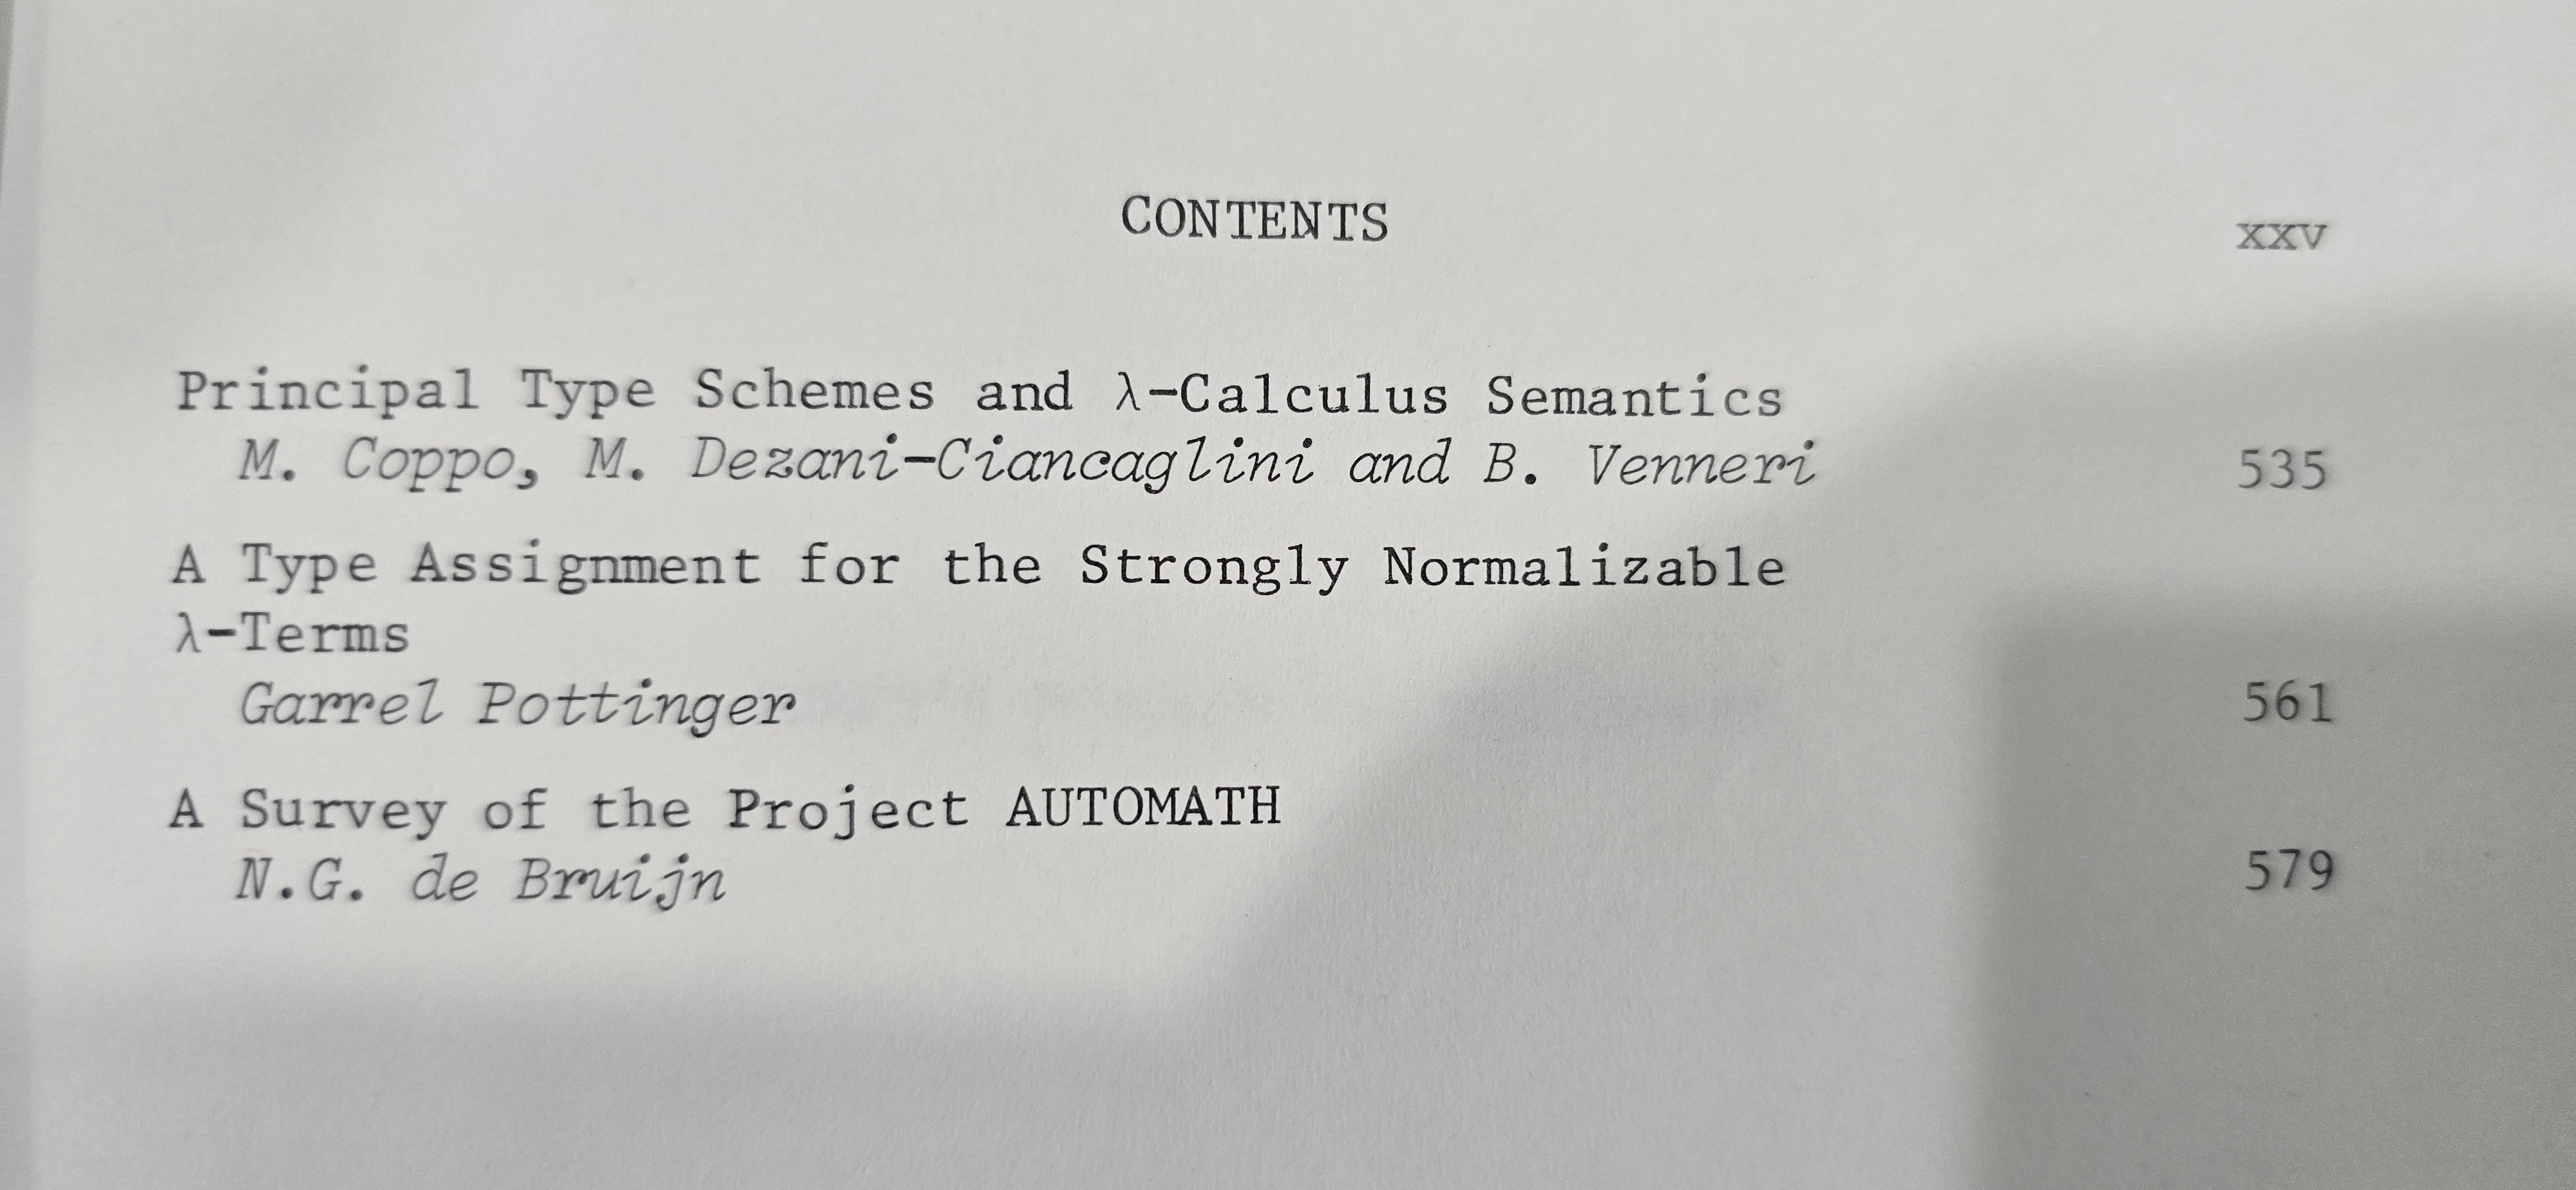 CONTENTS xxv
Principal Type Schemes and λ-Calculus Semantics
M. Coppo, M. Dezani-Ciancaglini and B. Venneri 535
A Type Assignment for the Strongly Normalizable
λ-Terms
Garrel Pottinger 561
A Survey of the Project AUTOMATH
N.G. de Bruijn 579